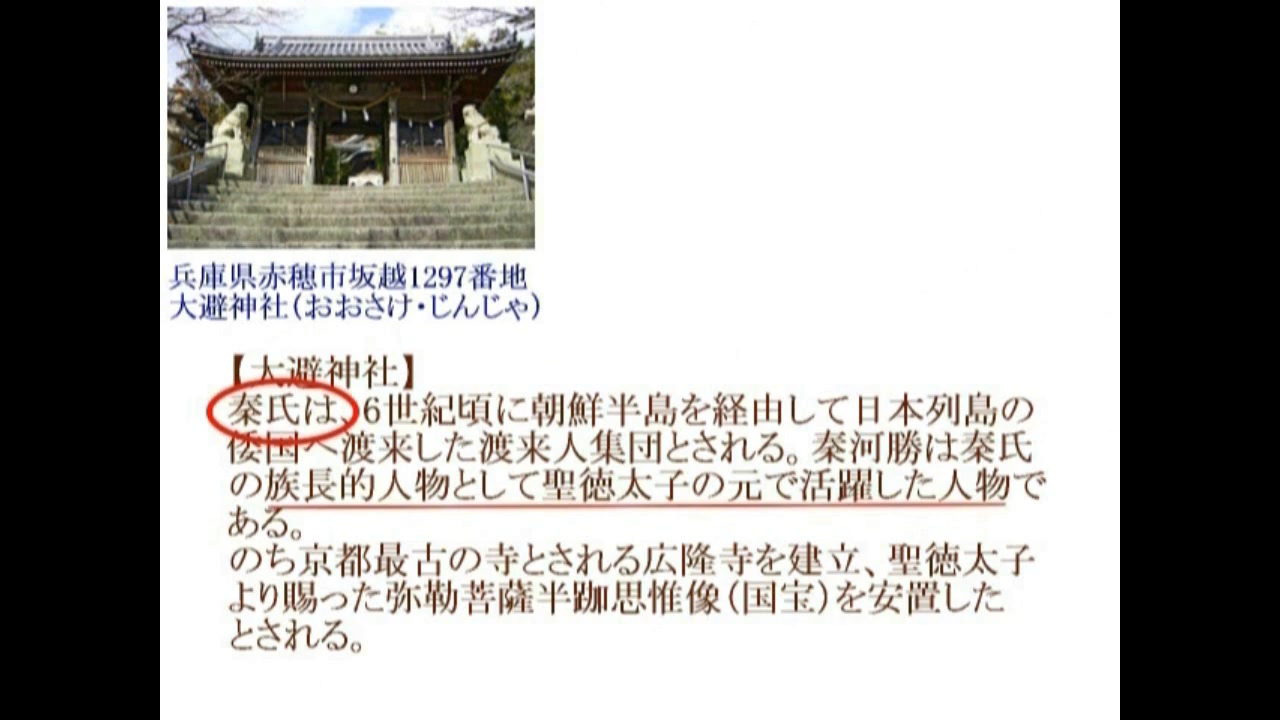 兵庫県赤穂市坂越1297番地
大避神社(おおさけ・じんじゃ)
【大避神社】
秦氏は、6世紀頃に朝鮮半島を経由して日本列島の
倭国へ渡来した渡来人集団とされる。秦河勝は秦氏
の族長的人物として聖徳太子の元で活躍した人物で
ある。
のち京都最古の寺とされる広隆寺を建立、聖徳太子
より賜った弥勒菩薩半跏思惟像(国宝)を安置した
とされる。